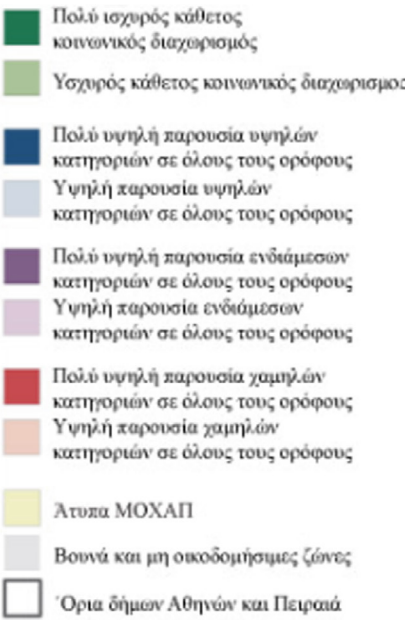 Πολύ ισχυρός κάθετος
κοινωνικός διαχωρισμός
Υσχυρός κάθετος κοινωνικός διαχωρισμος
Πολύ υψηλή παρουσία υψηλών
κατηγοριών σε όλους τους ορόφους
Υψηλή παρουσία υψηλών
κατηγοριών σε όλους τους ορόφους
Πολύ υψηλή παρουσία ενδιάμεσων
κατηγοριών σε όλους τους ορόφους
Υψηλή παρουσία ενδιάμεσων
κατηγοριών σε όλους τους ορόφους
Πολύ υψηλή παρουσία χαμηλών
κατηγοριών σε όλους τους ορόφους
Υψηλή παρουσία χαμηλών
κατηγοριών σε όλους τους ορόφους
Άτυπα ΜΟΧΑΠ
Βουνά και μη οικοδομήσιμες ζώνες
Όρια δήμων Αθηνών και Πειραιά